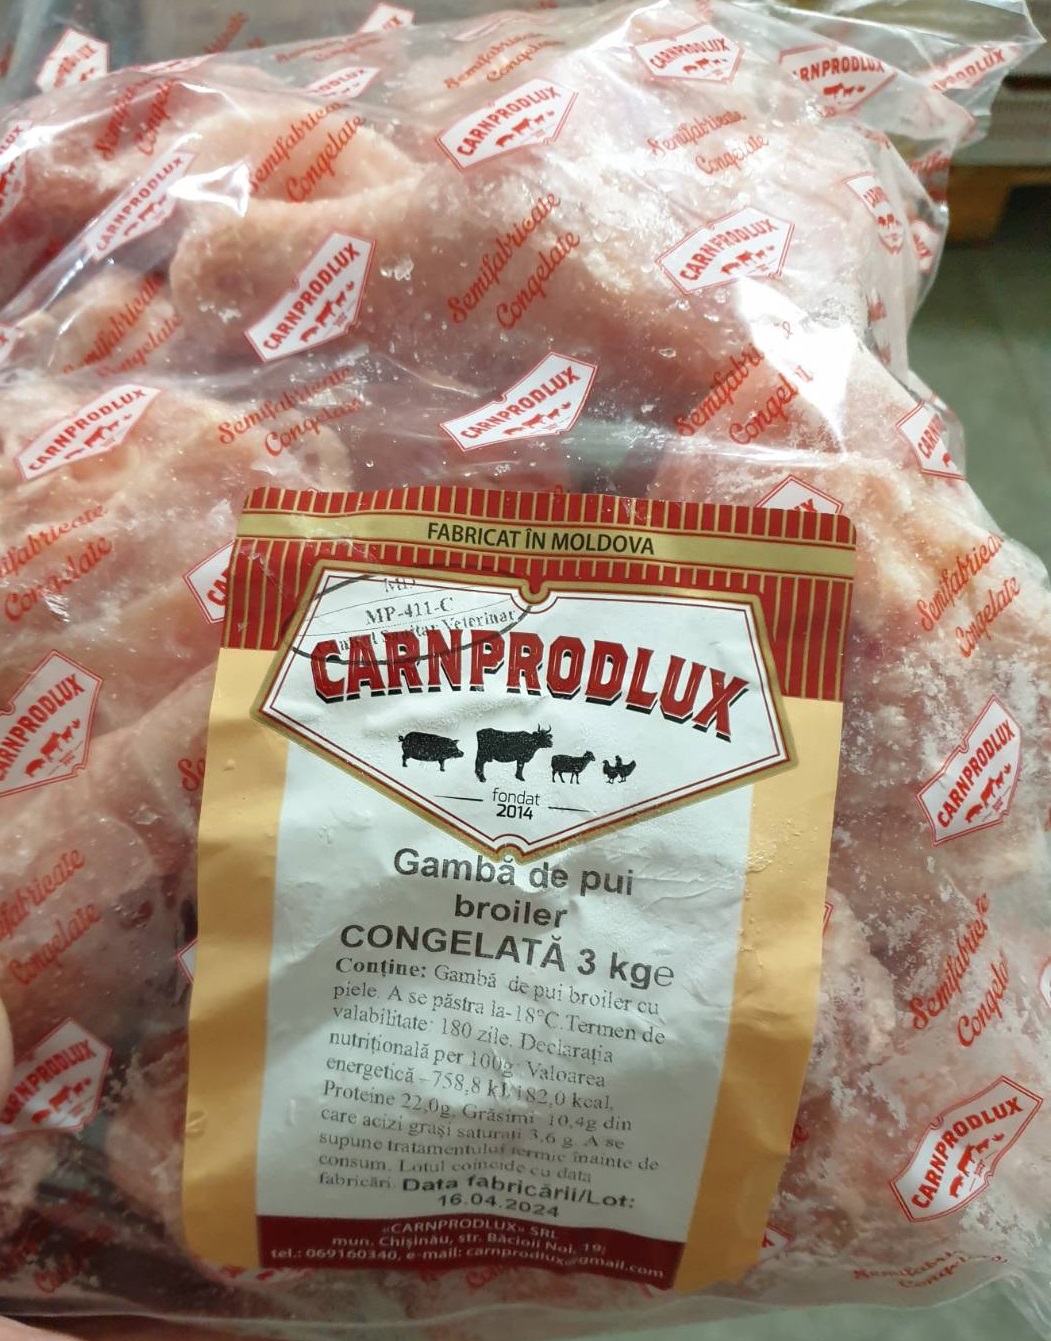 CARNPRODLUX
Semifabricate
Congelate
FABRICAT ÎN MOLDOVA
MP-411-C
Sanitar Veterinar
CARNPRODLUX
fondat
2014
Gambă de pui
broiler
CONGELATĂ 3 kge
Conține: Gambă de pui broiler cu
piele. A se păstra la-18°C.Termen de
valabilitate: 180 zile. Declarația
nutrițională per 100g: Valoarea
energetică -758,8 kJ, 182,0 kcal,
Proteine 22,0g, Grăsimi 10,4g din
care acizi grași saturați 3,6 g. A se
supune tratamentului termic înainte de
consum. Lotul coincide cu data
fabricări. Data fabricării/Lot:
16.04.2024
«CARNPRODLUX» SRL
mun. Chișinău, str. Băcioii Noi, 19;
tel.: 069160340, e-mail: carnprodlux@gmail.com